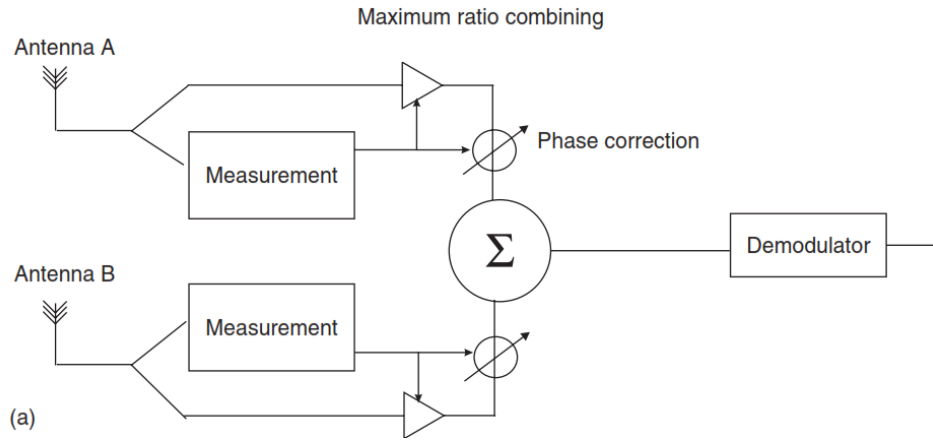 Maximum ratio combining
Antenna A
Phase correction
Measurement
Σ
Demodulator
Antenna B
Measurement
(a)